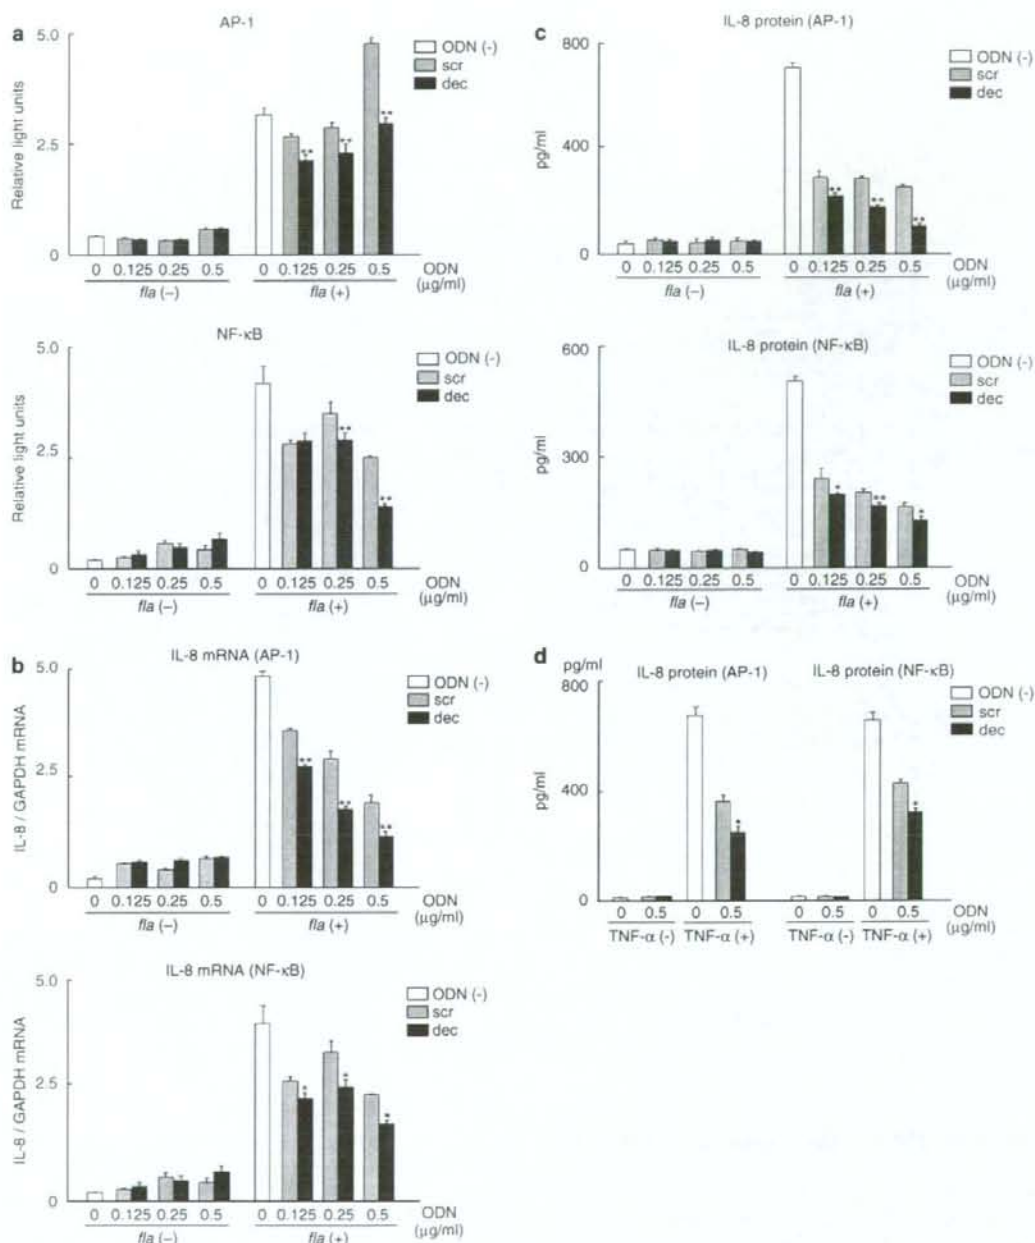 a
AP-1
5.0
2.5
0
Relative light units
ODN (-)
scr
dec
**
**
**
0 0.125 0.25 0.5 0 0.125 0.25 0.5 ODN
fla (–) fla (+) (μg/ml)
NF-κB
5.0
2.5
0
Relative light units
ODN (-)
scr
dec
**
**
0 0.125 0.25 0.5 0 0.125 0.25 0.5 ODN
fla (–) fla (+) (μg/ml)
b
IL-8 mRNA (AP-1)
5.0
2.5
0
IL-8 / GAPDH mRNA
ODN (-)
scr
dec
**
**
**
0 0.125 0.25 0.5 0 0.125 0.25 0.5 ODN
fla (–) fla (+) (μg/ml)
IL-8 mRNA (NF-κB)
5.0
2.5
0
IL-8 / GAPDH mRNA
ODN (-)
scr
dec
*
*
*
0 0.125 0.25 0.5 0 0.125 0.25 0.5 ODN
fla (–) fla (+) (μg/ml)
c
IL-8 protein (AP-1)
800
400
0
pg/ml
ODN (-)
scr
dec
**
**
**
0 0.125 0.25 0.5 0 0.125 0.25 0.5 ODN
fla (–) fla (+) (μg/ml)
IL-8 protein (NF-κB)
600
300
0
pg/ml
ODN (-)
scr
dec
*
**
*
0 0.125 0.25 0.5 0 0.125 0.25 0.5 ODN
fla (–) fla (+) (μg/ml)
d
pg/ml
IL-8 protein (AP-1) IL-8 protein (NF-κB)
800
400
0
pg/ml
ODN (-)
scr
dec
*
*
0 0.5 0 0.5 0 0.5 0 0.5 ODN
TNF-α (-) TNF-α (+) TNF-α (-) TNF-α (+) (μg/ml)